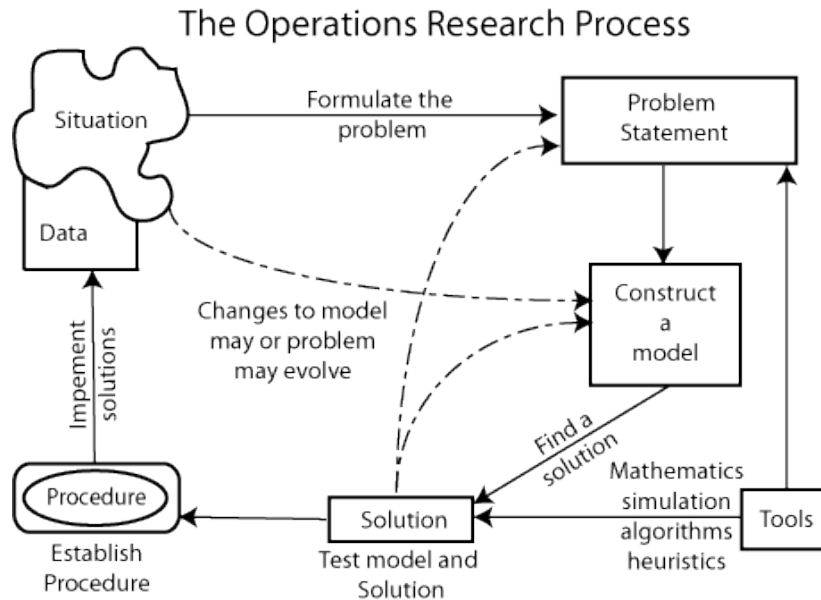 The Operations Research Process
Situation
Formulate the
problem
Problem
Statement
Data
Construct
a
model
Changes to model
may or problem
may evolve
Impement
solutions
Find a
solution
Procedure
Establish
Procedure
Solution
Test model and
Solution
Mathematics
simulation
algorithms
heuristics
Tools